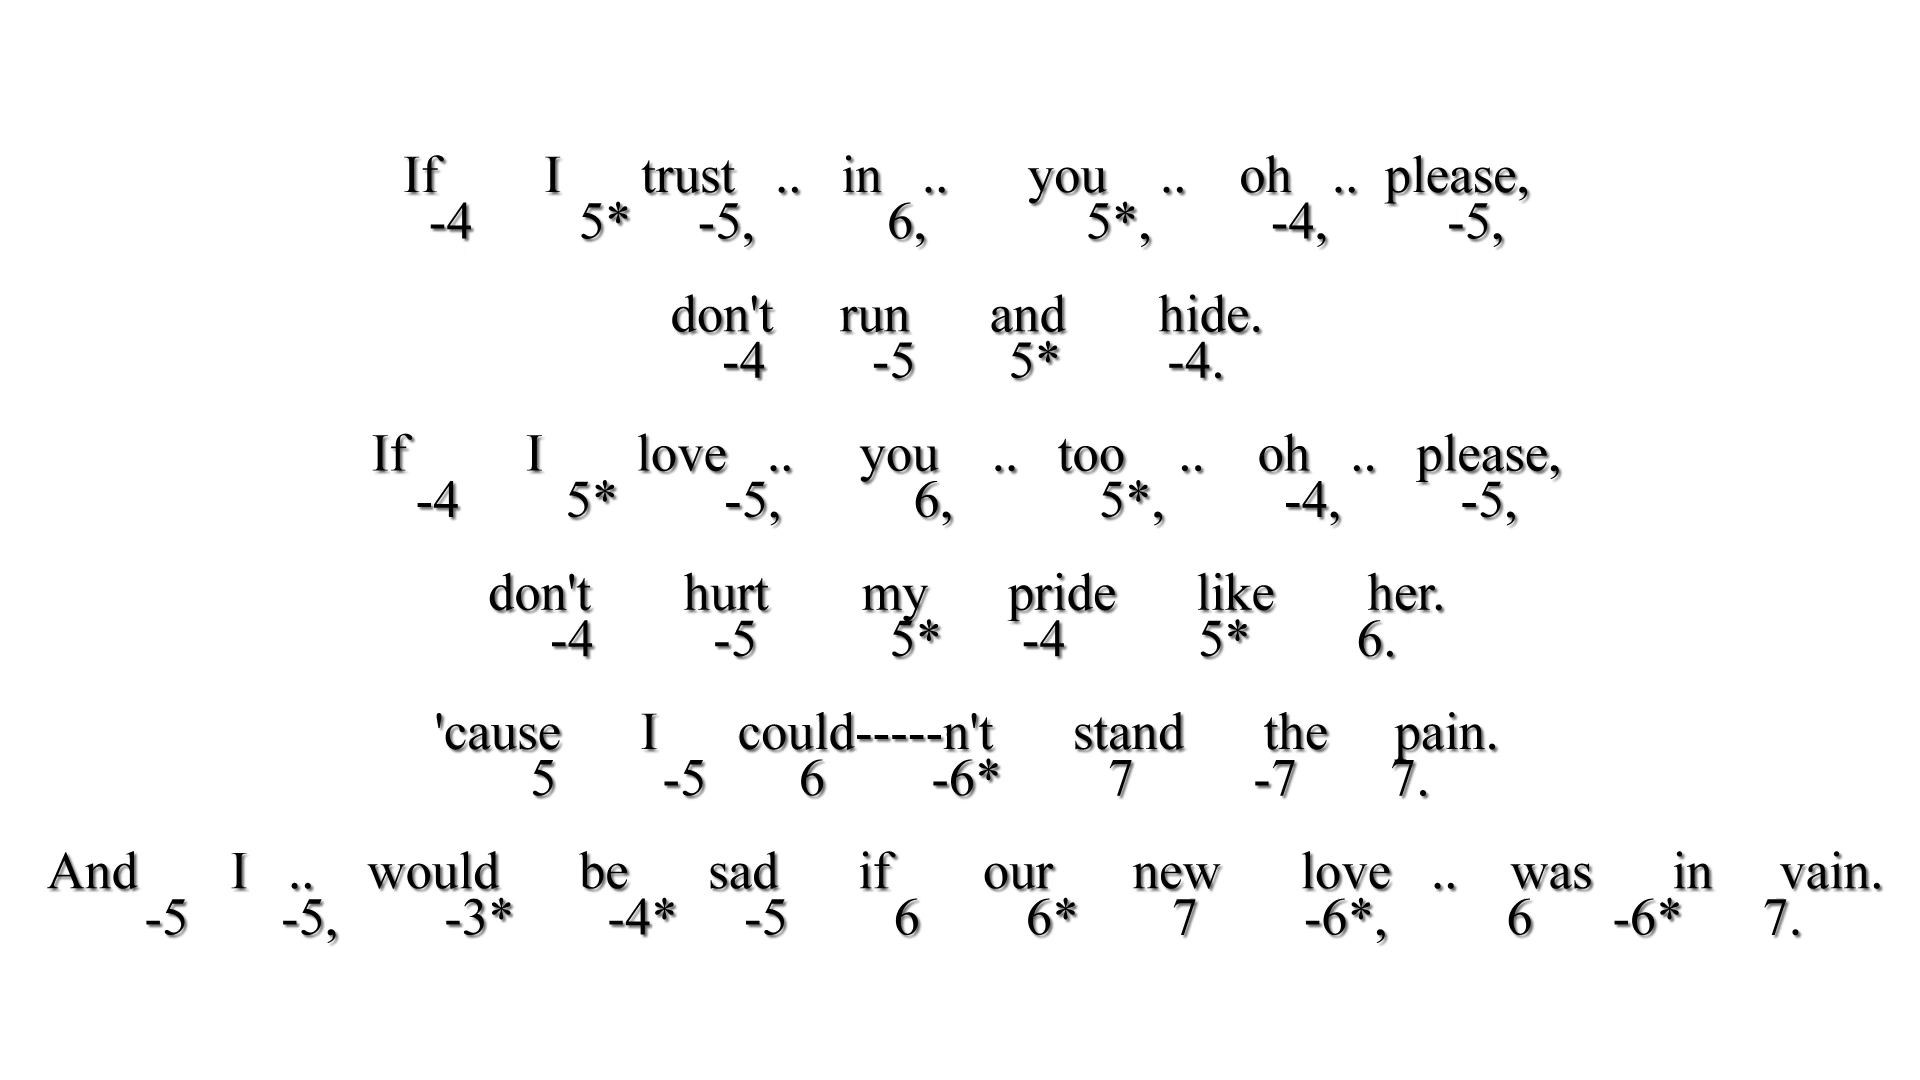 If I trust .. in .. you .. oh .. please,
-4 5* -5, 6, 5*, -4, -5,
don't run and hide.
-4 -5 5* -4.
If I love .. you .. too .. oh .. please,
-4 5* -5, 6, 5*, -4, -5,
don't hurt my pride like her.
-4 -5 5* -4 5* 6.
'cause I could-----n't stand the pain.
5 -5 6 -6* 7 -7 7.
And I .. would be sad if our new love .. was in vain.
-5 -5, -3* -4* -5 6 6* 7 -6*, 6 -6* 7.